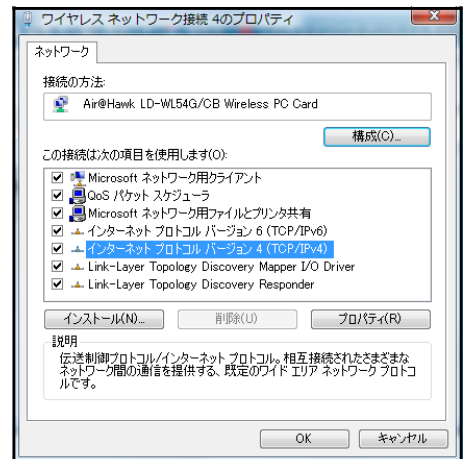 ワイヤレス ネットワーク接続 4のプロパティ
ネットワーク
接続の方法:
Air@Hawk LD-WL54G/CB Wireless PC Card
構成(C)...
この接続は次の項目を使用します(O):
Microsoft ネットワーク用クライアント
QoS パケット スケジューラ
Microsoft ネットワーク用ファイルとプリンタ共有
インターネット プロトコル バージョン 6 (TCP/IPv6)
インターネット プロトコル バージョン 4 (TCP/IPv4)
Link-Layer Topology Discovery Mapper I/O Driver
Link-Layer Topology Discovery Responder
インストール(N)... 削除(U) プロパティ(R)
説明
伝送制御プロトコル/インターネット プロトコル。相互接続されたさまざまな
ネットワーク間の通信を提供する、既定のワイド エリア ネットワーク プロトコ
ルです。
OK キャンセル